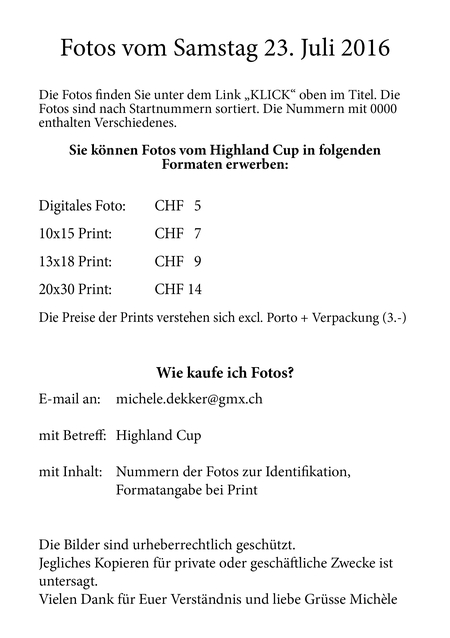 Fotos vom Samstag 23. Juli 2016
Die Fotos finden Sie unter dem Link „KLICK“ oben im Titel. Die
Fotos sind nach Startnummern sortiert. Die Nummern mit 0000
enthalten Verschiedenes.
Sie können Fotos vom Highland Cup in folgenden
Formaten erwerben:
Digitales Foto: CHF 5
10x15 Print: CHF 7
13x18 Print: CHF 9
20x30 Print: CHF 14
Die Preise der Prints verstehen sich excl. Porto + Verpackung (3.-)
Wie kaufe ich Fotos?
E-mail an: michele.dekker@gmx.ch
mit Betreff: Highland Cup
mit Inhalt: Nummern der Fotos zur Identifikation,
Formatangabe bei Print
Die Bilder sind urheberrechtlich geschützt.
Jegliches Kopieren für private oder geschäftliche Zwecke ist
untersagt.
Vielen Dank für Euer Verständnis und liebe Grüsse Michèle